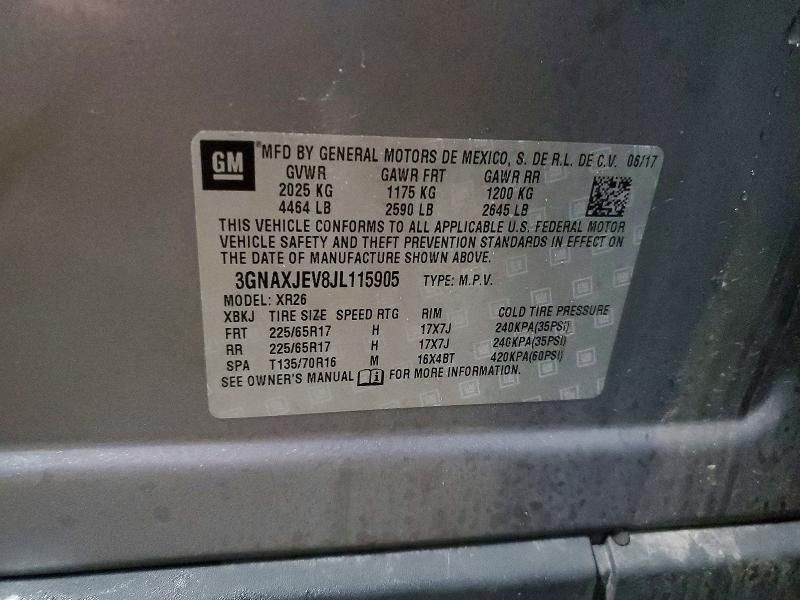 GM MFD BY GENERAL MOTORS DE MEXICO, S. DE R.L. DE C.V. 06/17
GVWR GAWR FRT GAWR RR
2025 KG 1175 KG 1200 KG
4464 LB 2590 LB 2645 LB
THIS VEHICLE CONFORMS TO ALL APPLICABLE U.S. FEDERAL MOTOR
VEHICLE SAFETY AND THEFT PREVENTION STANDARDS IN EFFECT ON
THE DATE OF MANUFACTURE SHOWN ABOVE.
3GNAXJEV8JL115905 TYPE: M.P.V.
MODEL: XR26
XBKJ TIRE SIZE SPEED RTG RIM COLD TIRE PRESSURE
FRT 225/65R17 H 17X7J 240KPA(35PSI)
RR 225/65R17 H 17X7J 240KPA(35PSI)
SPA T135/70R16 M 16X4BT 420KPA(60PSI)
SEE OWNER'S MANUAL FOR MORE INFORMATION.